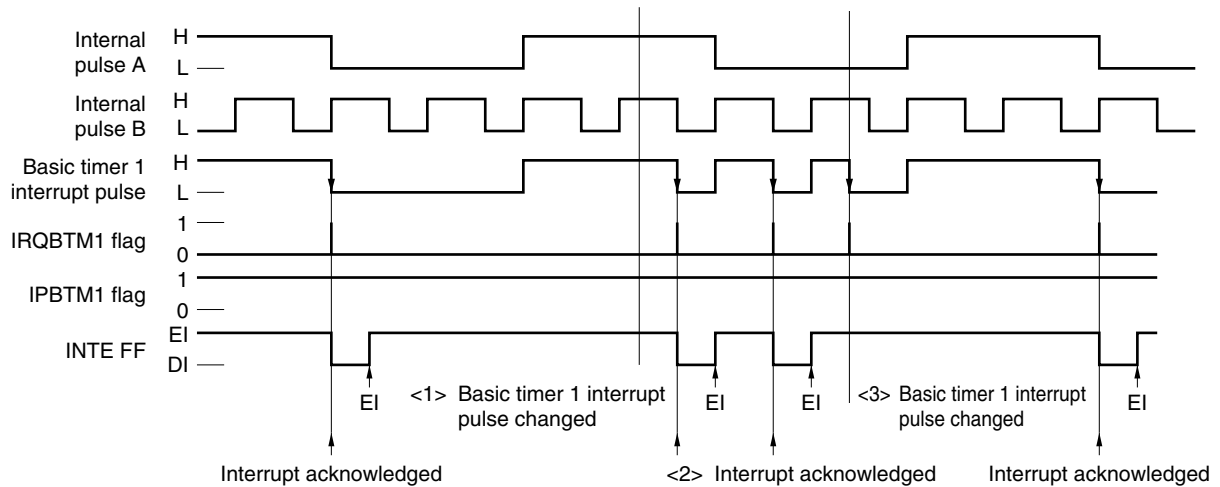 Internal
pulse A
H
L
Internal
pulse B
H
L
Basic timer 1
interrupt pulse
H
L
IRQBTM1 flag
1
0
IPBTM1 flag
1
0
INTE FF
EI
DI
EI
<1> Basic timer 1 interrupt
pulse changed
EI
EI
<3> Basic timer 1 interrupt
pulse changed
EI
Interrupt acknowledged
<2> Interrupt acknowledged
Interrupt acknowledged